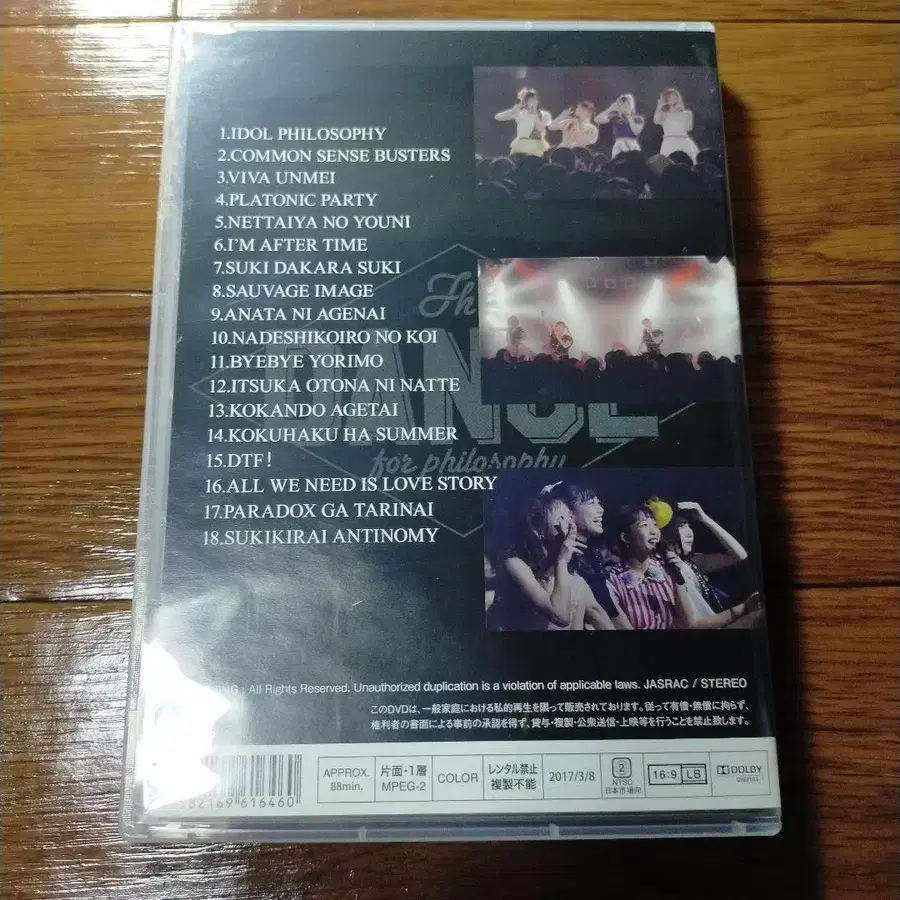 1.IDOL PHILOSOPHY
2.COMMON SENSE BUSTERS
3.VIVA UNMEI
4.PLATONIC PARTY
5.NETTAIYA NO YOUNI
6.I'M AFTER TIME
7.SUKI DAKARA SUKI
8.SAUVAGE IMAGE
9.ANATA NI AGENAI
10.NADESHIKOIRO NO KOI
11.BYEBYE YORIMO
12.ITSUKA OTONA NI NATTE
13.KOKANDO AGETAI
14.KOKUHAKU HA SUMMER
15.DTF!
16.ALL WE NEED IS LOVE STORY
17.PARADOX GA TARINAI
18.SUKIKIRAI ANTINOMY
for philosophy
All Rights Reserved. Unauthorized duplication is a violation of applicable laws. JASRAC / STEREO
このDVDは、一般家庭における私的再生を限って販売されております。従って有償・無償に拘らず、
権利者の書面による事前の承認を得ず、貸与・複製・公衆送信・上映等を行うことを禁止致します。
APPROX.
88min.
片面・1層
MPEG-2
COLOR
レンタル禁止
複製不能
2017/3/8
2
NTSC
日本市場向
16:9 LB
DOLBY
82169 616460